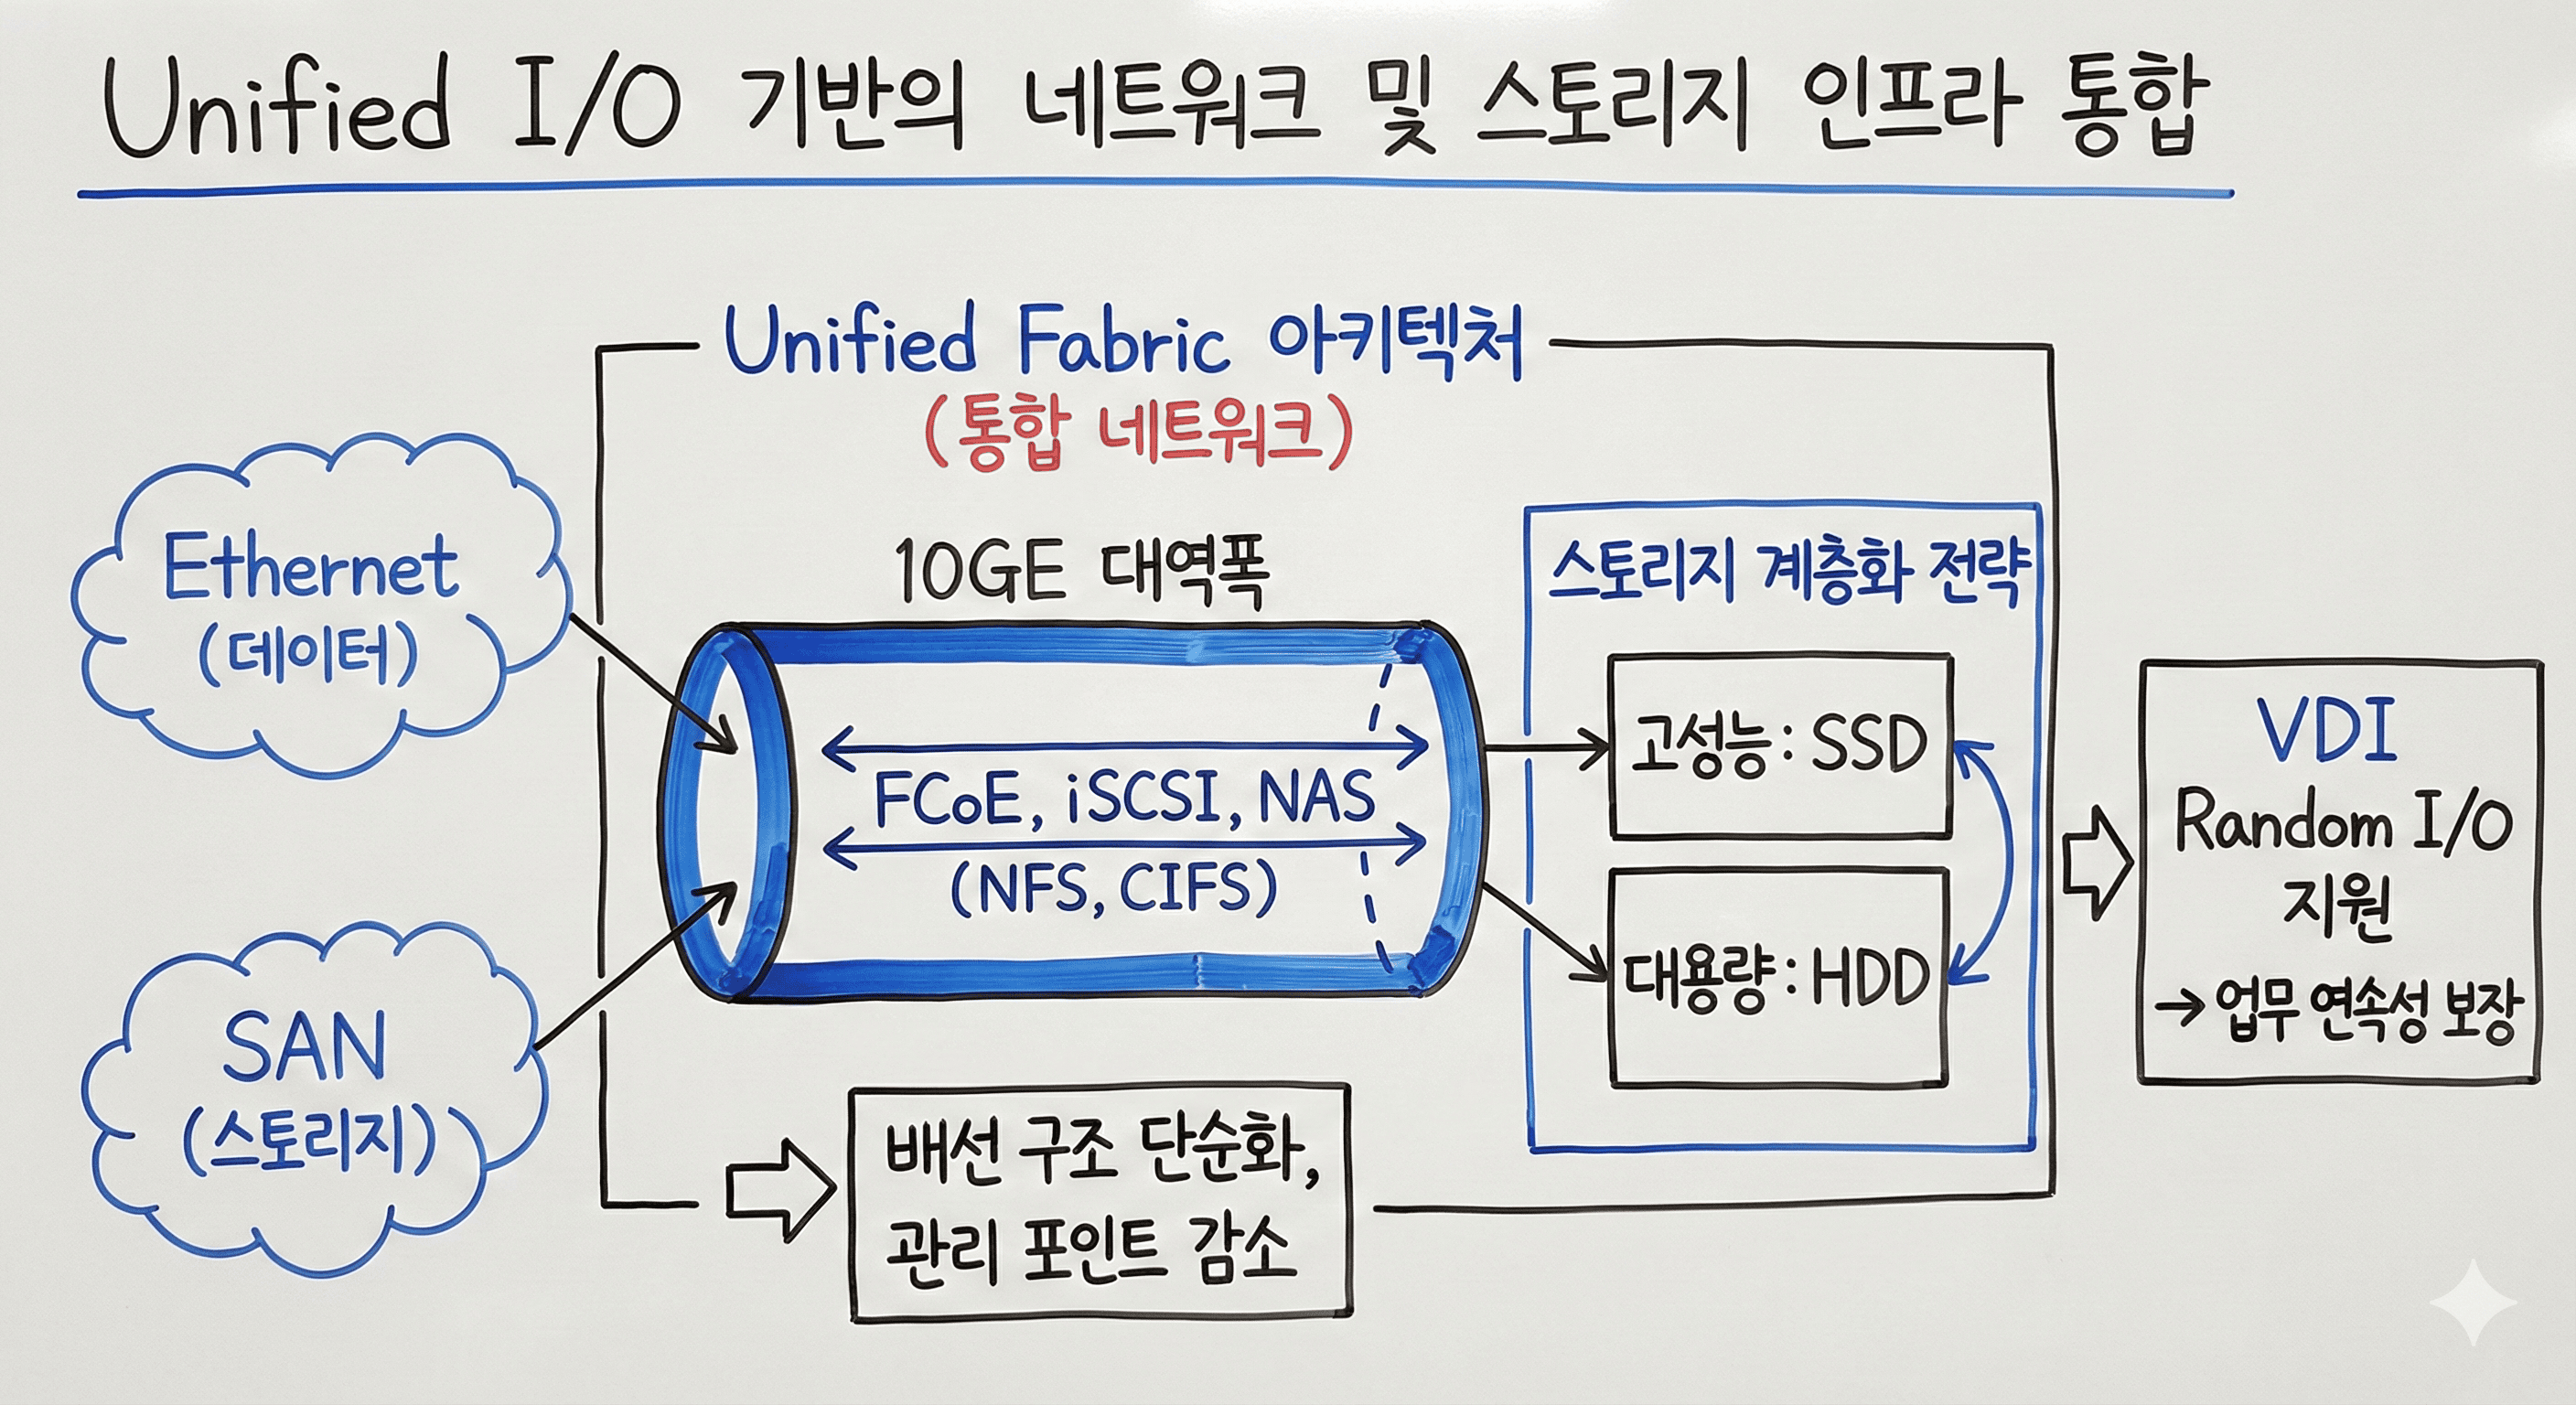 Unified I/O 기반의 네트워크 및 스토리지 인프라 통합
Unified Fabric 아키텍처
(통합 네트워크)
Ethernet
(데이터)
SAN
(스토리지)
10GE 대역폭
FCoE, iSCSI, NAS
(NFS, CIFS)
스토리지 계층화 전략
고성능: SSD
대용량: HDD
VDI
Random I/O
지원
→ 업무 연속성 보장
배선 구조 단순화,
관리 포인트 감소